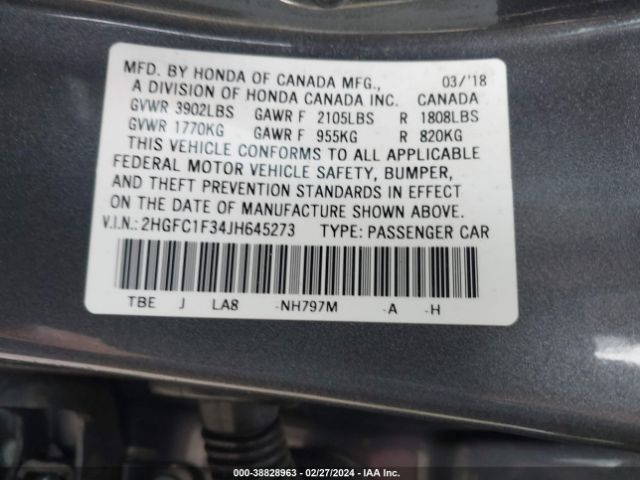 MFD. BY HONDA OF CANADA MFG., 03/'18
A DIVISION OF HONDA CANADA INC. CANADA
GVWR 3902LBS GAWR F 2105LBS R 1808LBS
GVWR 1770KG GAWR F 955KG R 820KG
THIS VEHICLE CONFORMS TO ALL APPLICABLE
FEDERAL MOTOR VEHICLE SAFETY, BUMPER,
AND THEFT PREVENTION STANDARDS IN EFFECT
ON THE DATE OF MANUFACTURE SHOWN ABOVE.
V.I.N.: 2HGFC1F34JH645273 TYPE: PASSENGER CAR
TBE J LA8 -NH797M -A -H
000-38828963 - 02/27/2024 - IAA Inc.